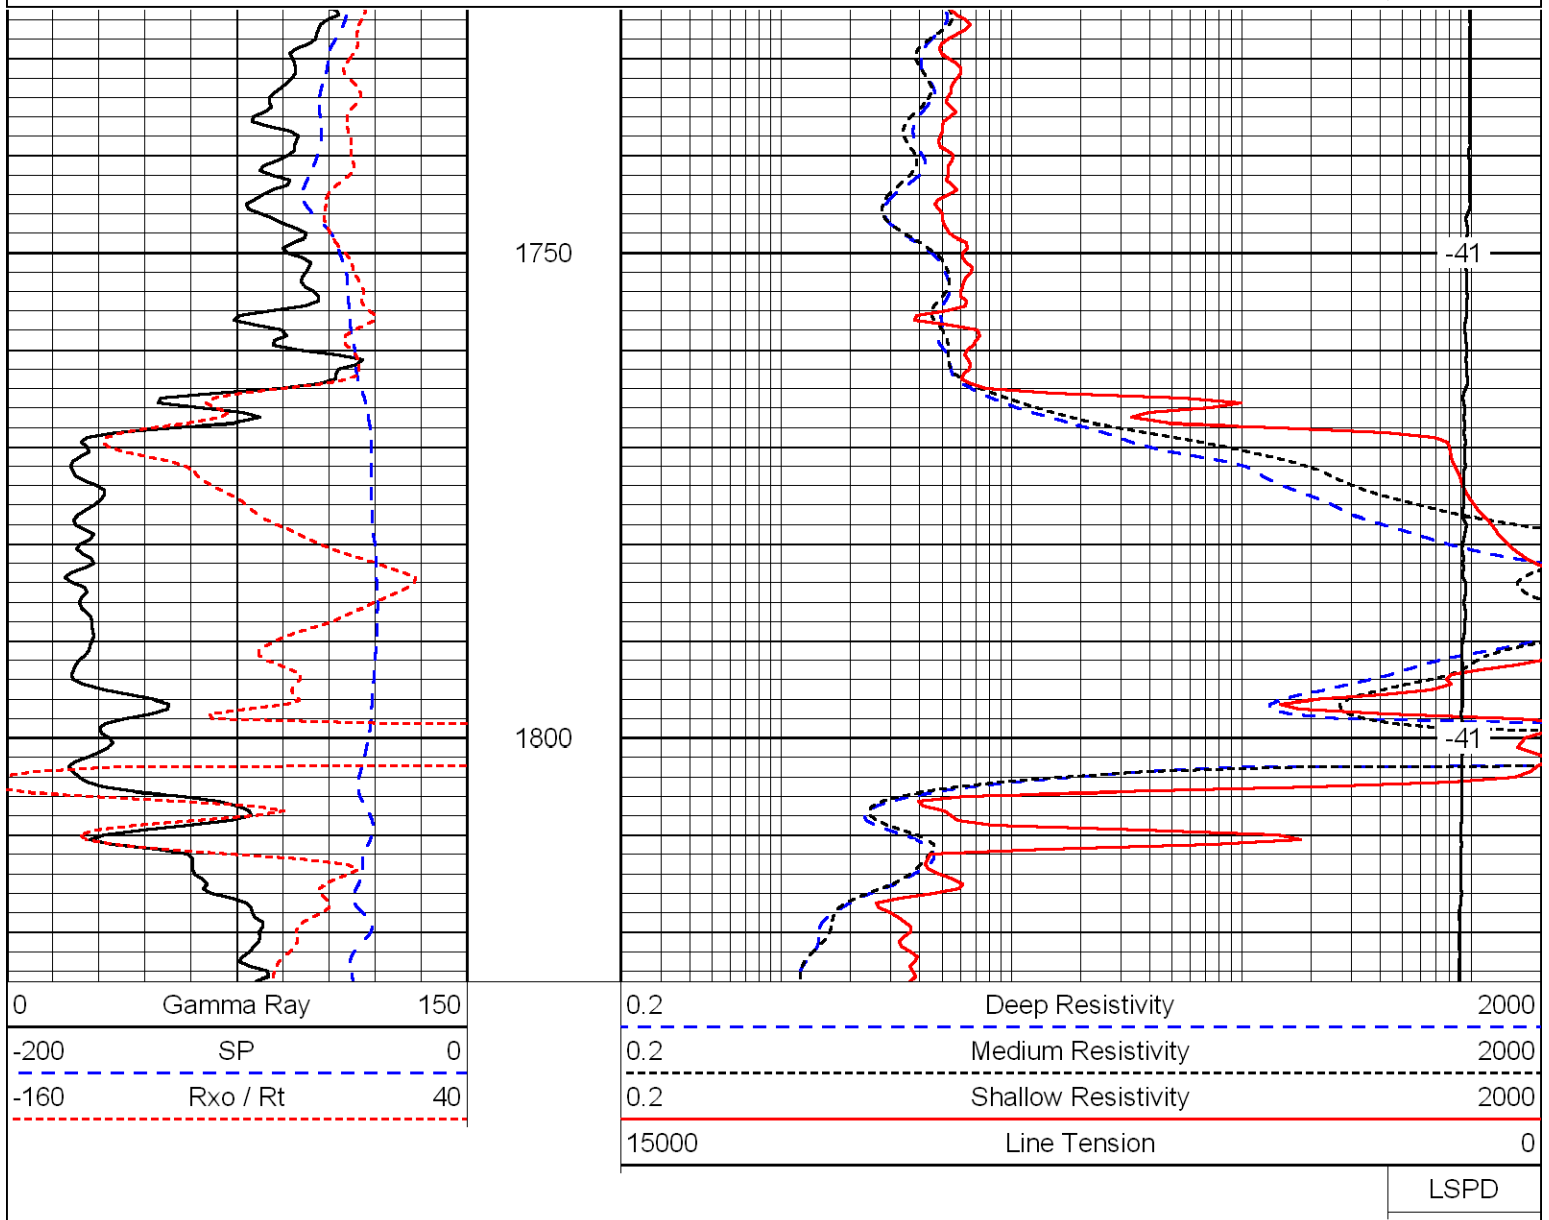 1750
-41
1800
-41
0 Gamma Ray 150
0.2 Deep Resistivity 2000
-200 SP 0
0.2 Medium Resistivity 2000
-160 Rxo / Rt 40
0.2 Shallow Resistivity 2000
15000 Line Tension 0
LSPD